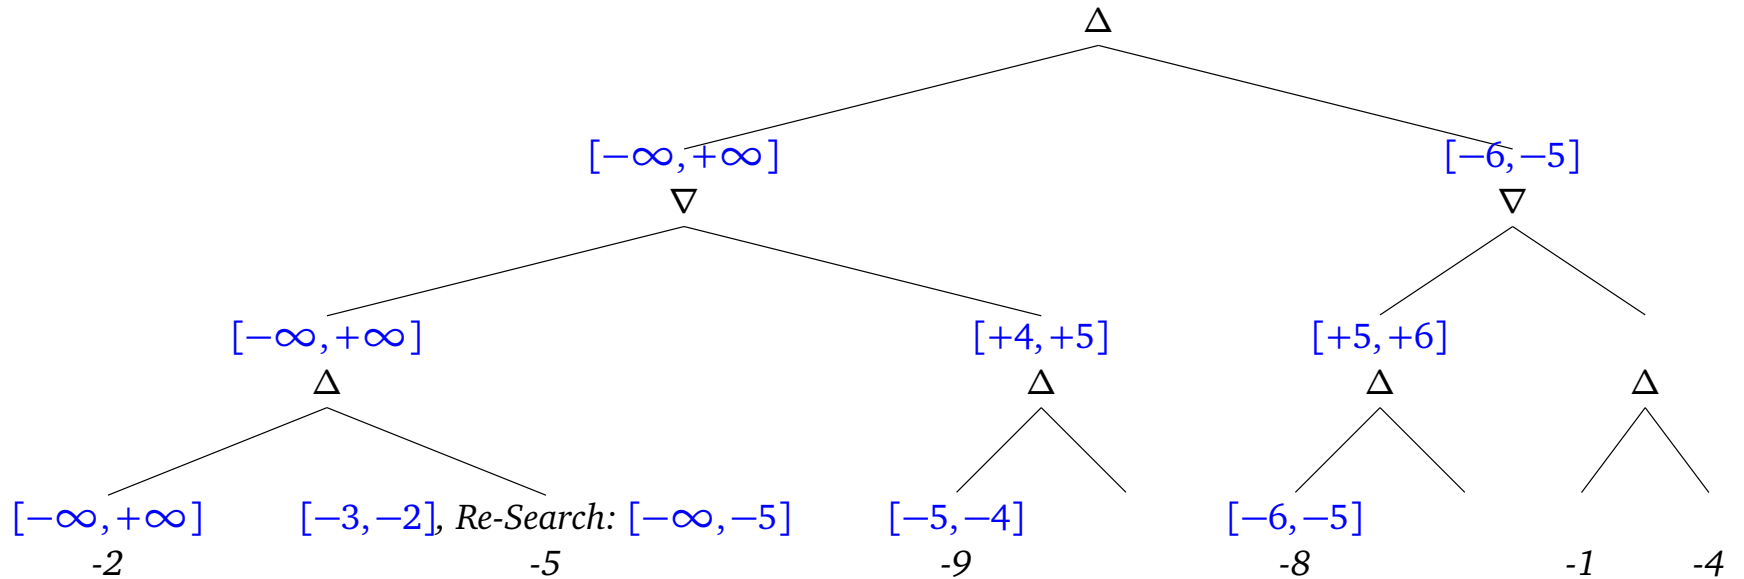 Δ
[−∞,+∞] [−6,−5]
∇ ∇
[−∞,+∞] [+4,+5] [+5,+6]
Δ Δ Δ Δ
[−∞,+∞] [−3,−2], Re-Search: [−∞,−5] [−5,−4] [−6,−5]
-2 -5 -9 -8 -1 -4